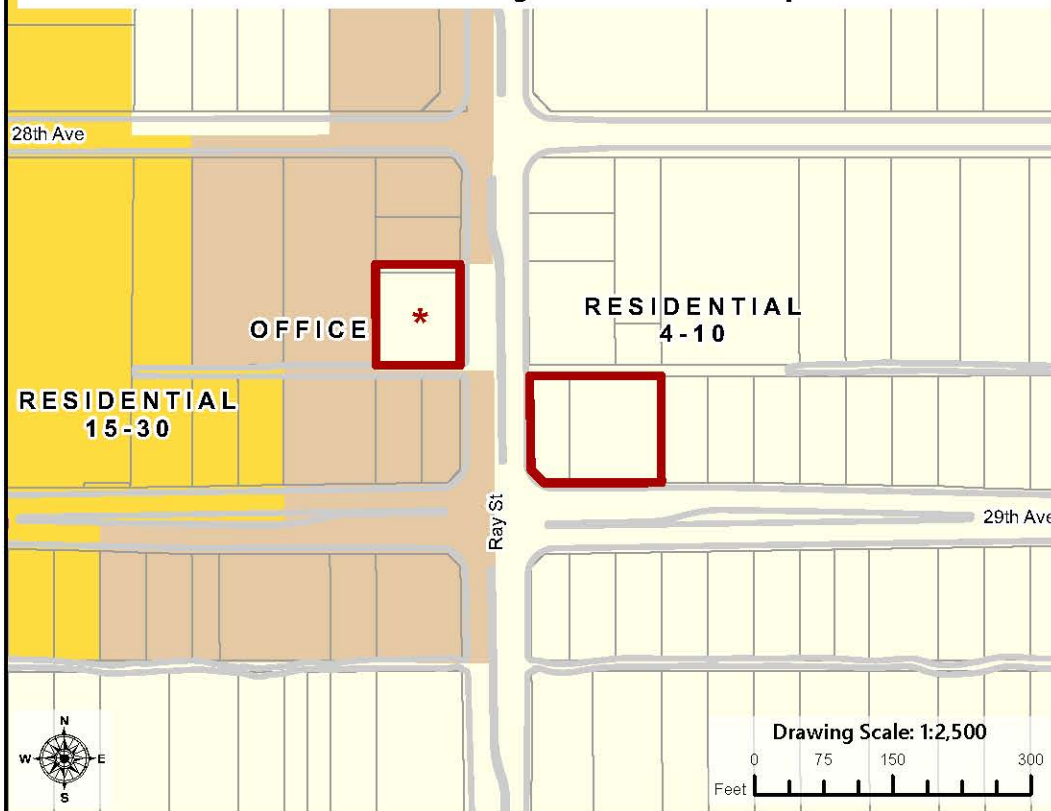 28th Ave
OFFICE
*
RESIDENTIAL
4-10
RESIDENTIAL
15-30
Ray St
29th Ave
N
W E
S
Drawing Scale: 1:2,500
0 75 150 300
Feet